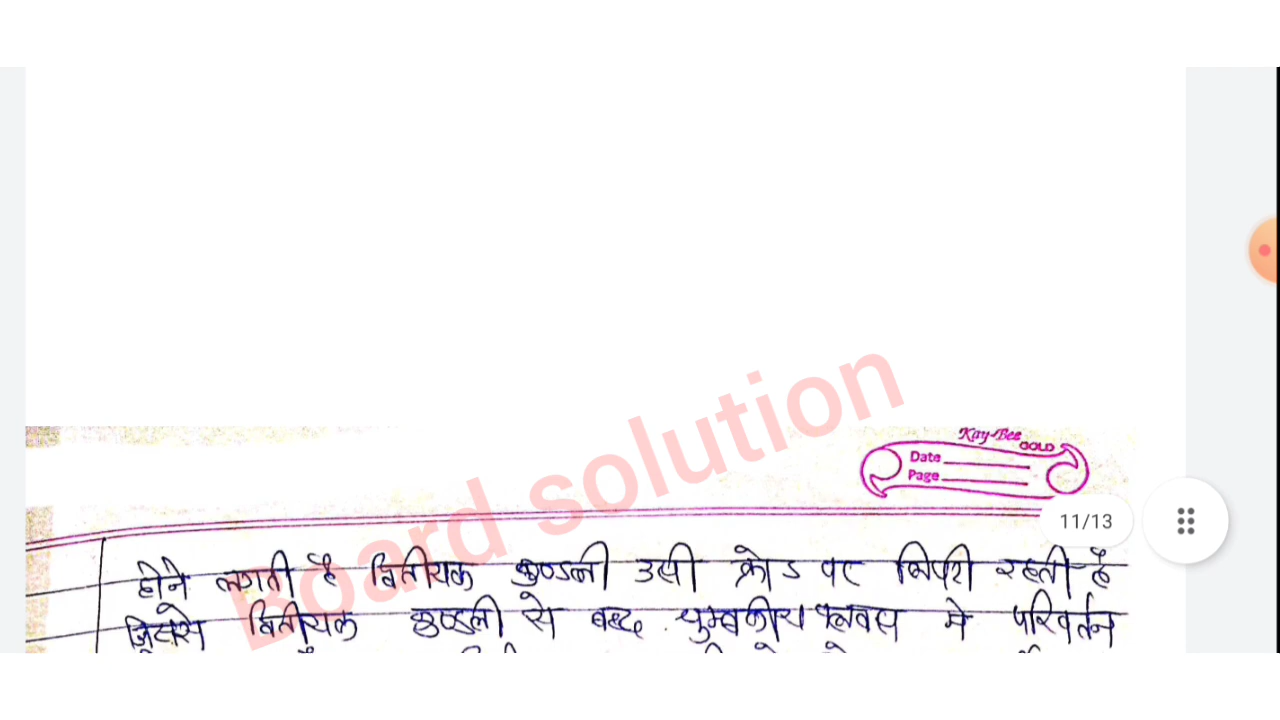 Board solution
Kay-Bee
GOLD
Date
Page
11/13
होने लगती है द्वितीयक कुण्डली उसी क्रोड पर लिपटी रहती है
जिससे द्वितीयक कुण्डली से बध्द चुम्बकीय फ्लक्स मे परिवर्तन